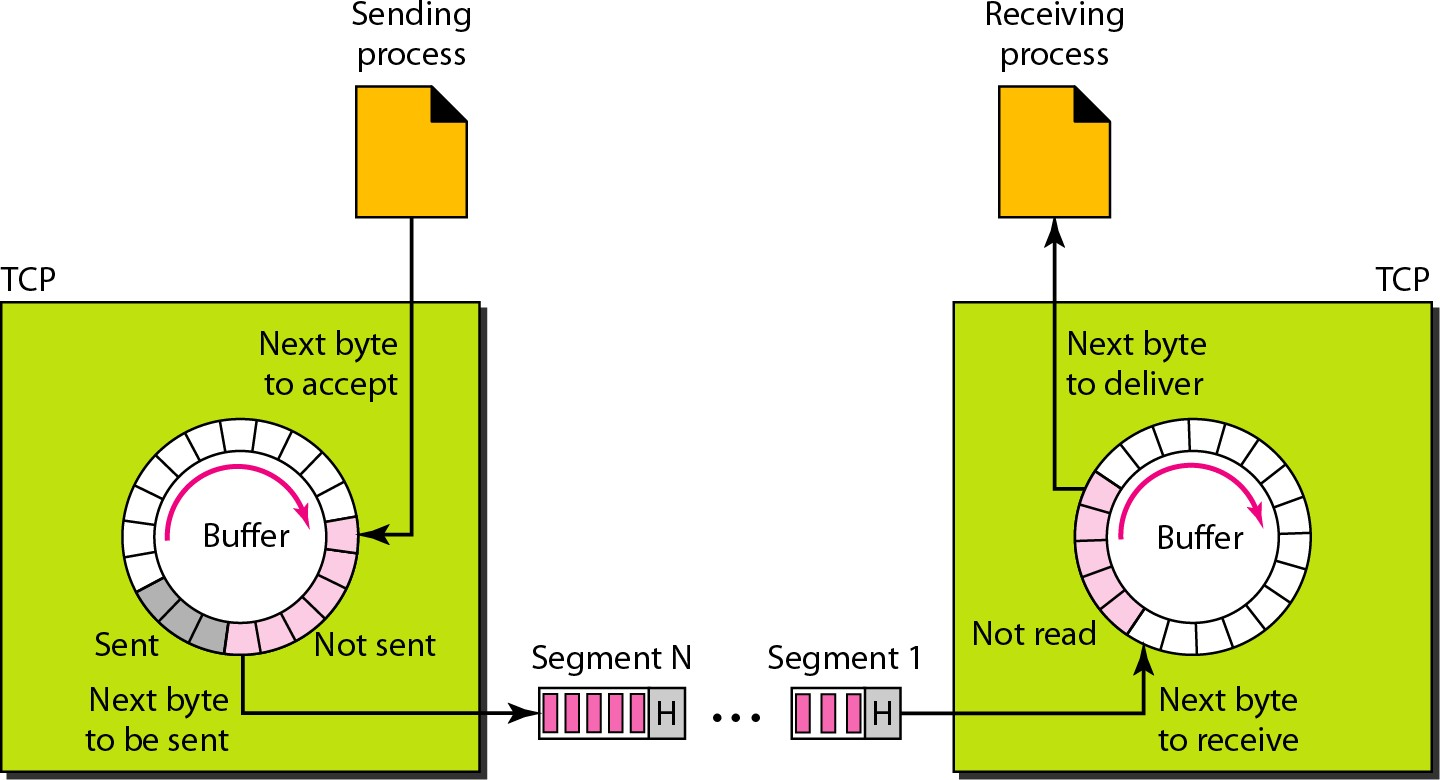 Sending
process
Receiving
process
TCP
TCP
Next byte
to accept
Next byte
to deliver
Buffer
Buffer
Sent
Not sent
Not read
Segment N
Segment 1
Next byte
to be sent
H
...
H
Next byte
to receive